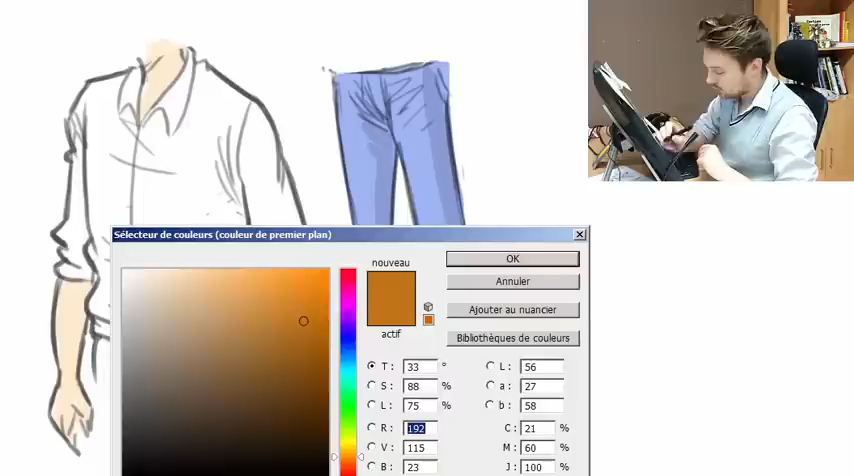 Sélecteur de couleurs (couleur de premier plan)
nouveau
actif
OK
Annuler
Ajouter au nuancier
Bibliothèques de couleurs
T : 33 °
S : 88 %
L : 75 %
R : 192
V : 115
B : 23
L : 56
a : 27
b : 58
C : 21 %
M : 60 %
J : 100 %